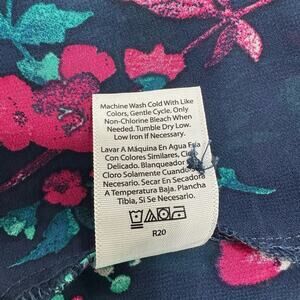 Machine Wash Cold With Like
Colors, Gentle Cycle. Only
Non-Chlorine Bleach When
Needed. Tumble Dry Low.
Low Iron If Necessary.
Lavar A Máquina En Agua Fría
Con Colores Similares,
Delicado. Blanqueador
Cloro Solamente Cuando
Necesario. Secar En Secadora
A Temperatura Baja, Plancha
Tibia, Si Se Necesario.
R20